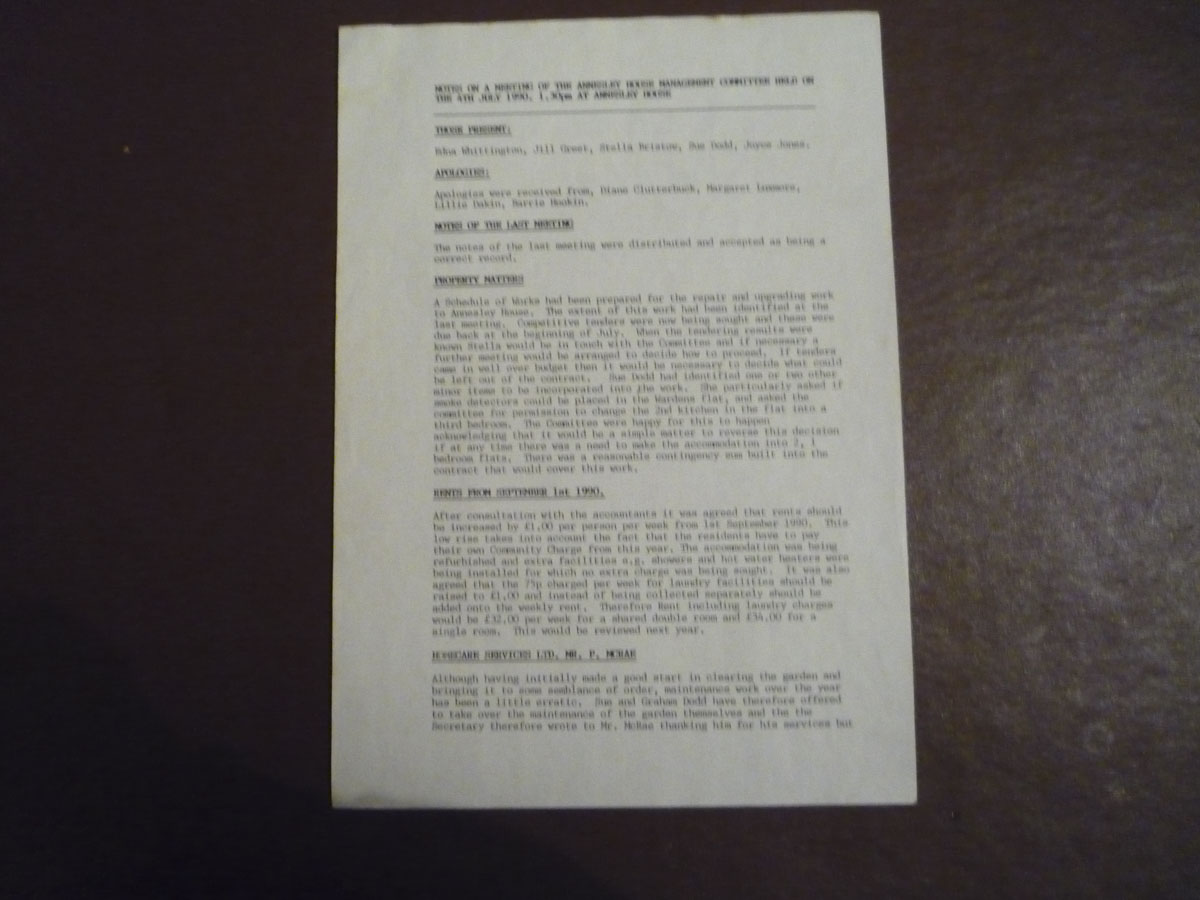 NOTES ON A MEETING OF THE ANNESLEY HOUSE MANAGEMENT COMMITTEE HELD ON
THE 4TH JULY 1990, 1.30pm AT ANNESLEY HOUSE
THOSE PRESENT:
Edna Whittington, Jill Stella Bristow, Sue Dodd, Joyce Jones.
APOLOGIES:
Apologies were received from, Diane Clutterbuck, Margaret
Lillie Dakin, Barrie
NOTES OF THE LAST MEETING
The notes of the last meeting were distributed and accepted as being a
correct record.
PROPERTY MATTERS
A Schedule of Works had been prepared for the repair and upgrading work
to Annesley House. The extent of this work had been identified at the
last meeting. Competitive tenders were now being sought and these were
due back at the beginning of July. When the tendering results were
known Stella would be in touch with the Committee and if necessary a
further meeting would be arranged to decide how to proceed. If tenders
came in well over budget then it would be necessary to decide what could
be left out of the contract. Sue Dodd had identified one or two other
minor items to be incorporated into the work. She particularly asked if
smoke detectors could be placed in the Wardens flat, and asked the
committee for permission to change the 2nd kitchen in the flat into a
third bedroom. The Committee were happy for this to happen
acknowledging that it would be a simple matter to reverse this decision
if at any time there was a need to make the accommodation into 2, 1
bedroom flats. There was a reasonable contingency sum built into the
contract that would cover this work.
RENTS FROM SEPTEMBER 1st 1990.
After consultation with the accountants it was agreed that rents should
be increased by £1.00 per person per week from 1st September 1990. This
low rise takes into account the fact that the residents have to pay
their own Community Charge from this year. The accommodation was being
refurbished and extra facilities e.g. showers and hot water heaters were
being installed for which no extra charge was being sought. It was also
agreed that the 75p charged per week for laundry facilities should be
raised to £1.00 and instead of being collected separately should be
added onto the weekly rent. Therefore Rent including laundry charges
would be £32.00 per week for a shared double room and £34.00 for a
single room. This would be reviewed next year.
HOMECARE SERVICES LTD. MR. P. MCRAE
Although having initially made a good start in clearing the garden and
bringing it to some semblance of order, maintenance work over the year
has been a little erratic. Sue and Graham Dodd have therefore offered
to take over the maintenance of the garden themselves and the the
Secretary therefore wrote to Mr. McRae thanking him for his services but